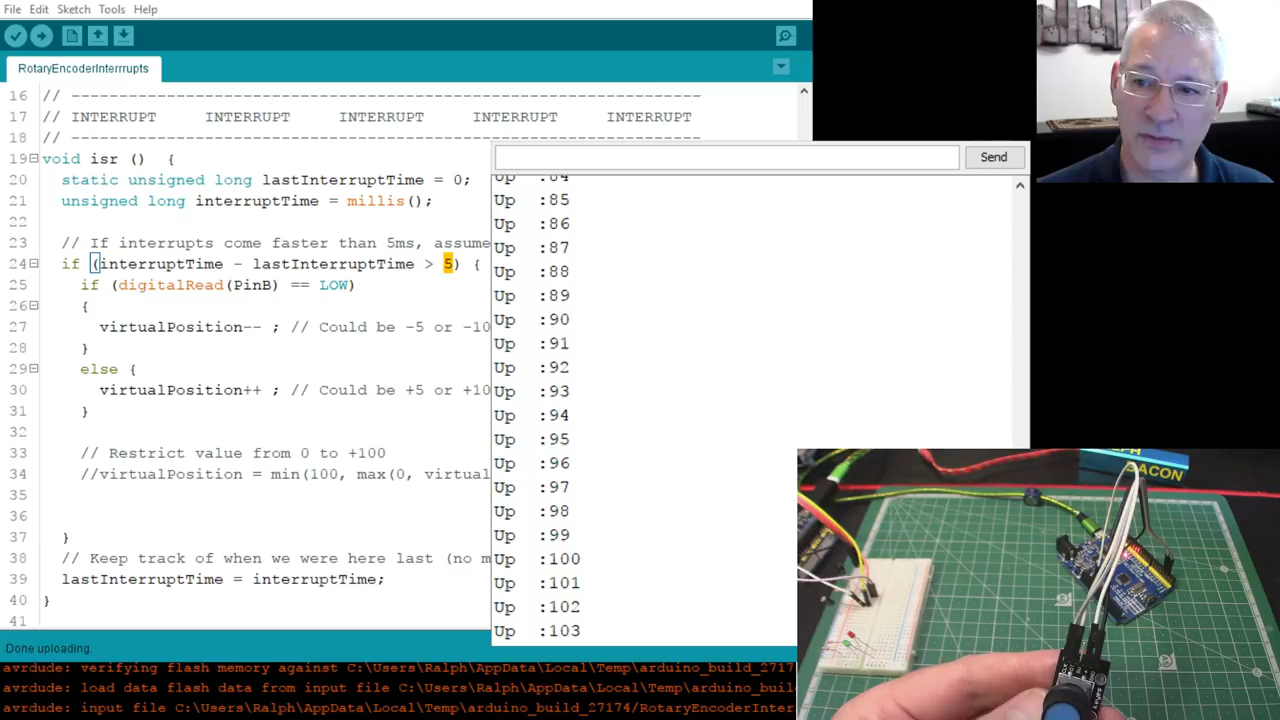 File Edit Sketch Tools Help
RotaryEncoderInterrrupts
16 // ------------------------------------------------------------------
17 // INTERRUPT INTERRUPT INTERRUPT INTERRUPT INTERRUPT
18 // ------------------------------------------------------------------
19 void isr () {
20 static unsigned long lastInterruptTime = 0;
21 unsigned long interruptTime = millis();
22
23 // If interrupts come faster than 5ms, assume
24 if (interruptTime - lastInterruptTime > 5) {
25 if (digitalRead(PinB) == LOW)
26 {
27 virtualPosition-- ; // Could be -5 or -10
28 }
29 else {
30 virtualPosition++ ; // Could be +5 or +10
31 }
32
33 // Restrict value from 0 to +100
34 //virtualPosition = min(100, max(0, virtual
35
36
37 }
38 // Keep track of when we were here last (no m
39 lastInterruptTime = interruptTime;
40 }
41
Done uploading.
avrdude: verifying flash memory against C:\Users\Ralph\AppData\Local\Temp\arduino_build_2717
avrdude: load data flash data from input file C:\Users\Ralph\AppData\Local\Temp\arduino_buil
avrdude: input file C:\Users\Ralph\AppData\Local\Temp\arduino_build_27174/RotaryEncoderInter
Send
Up :84
Up :85
Up :86
Up :87
Up :88
Up :89
Up :90
Up :91
Up :92
Up :93
Up :94
Up :95
Up :96
Up :97
Up :98
Up :99
Up :100
Up :101
Up :102
Up :103
BACON